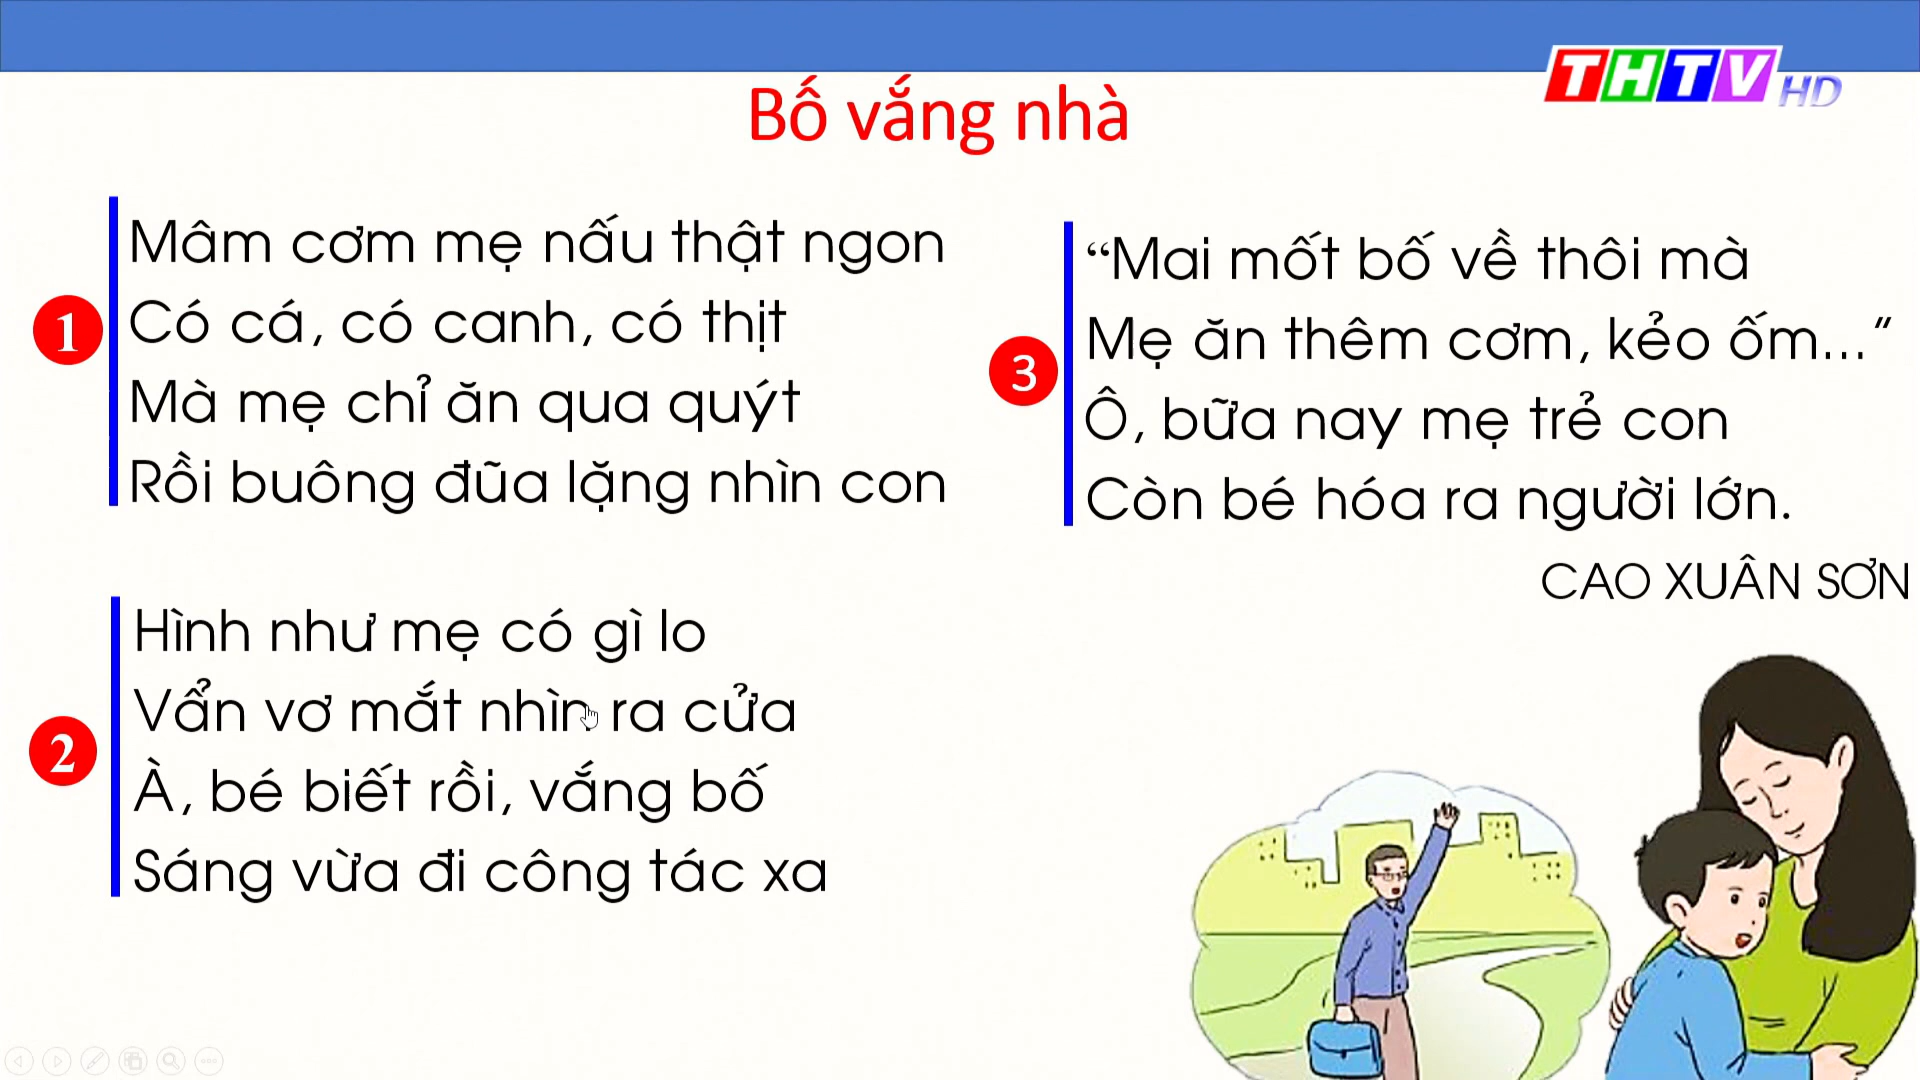 THTV HD
Bố vắng nhà
1
Mâm cơm mẹ nấu thật ngon
Có cá, có canh, có thịt
Mà mẹ chỉ ăn qua quýt
Rồi buông đũa lặng nhìn con
2
Hình như mẹ có gì lo
Vẩn vơ mắt nhìn ra cửa
À, bé biết rồi, vắng bố
Sáng vừa đi công tác xa
3
“Mai mốt bố về thôi mà
Mẹ ăn thêm cơm, kẻo ốm...”
Ô, bữa nay mẹ trẻ con
Còn bé hóa ra người lớn.
CAO XUÂN SƠN